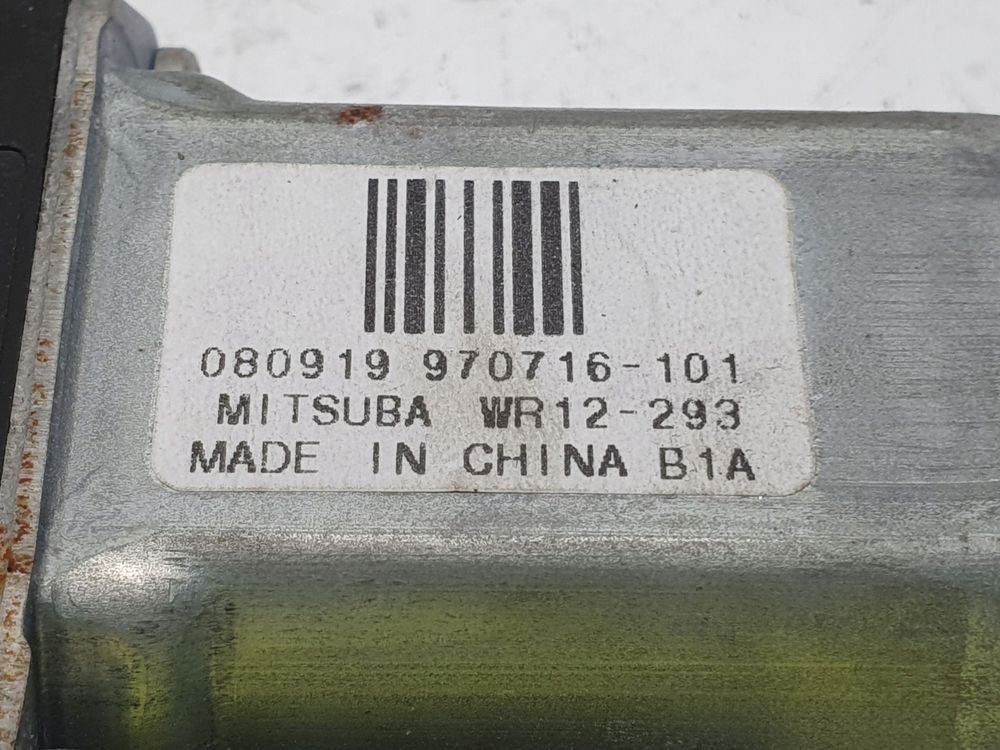 080919 970716-101
MITSUBA WR12-293
MADE IN CHINA B1A